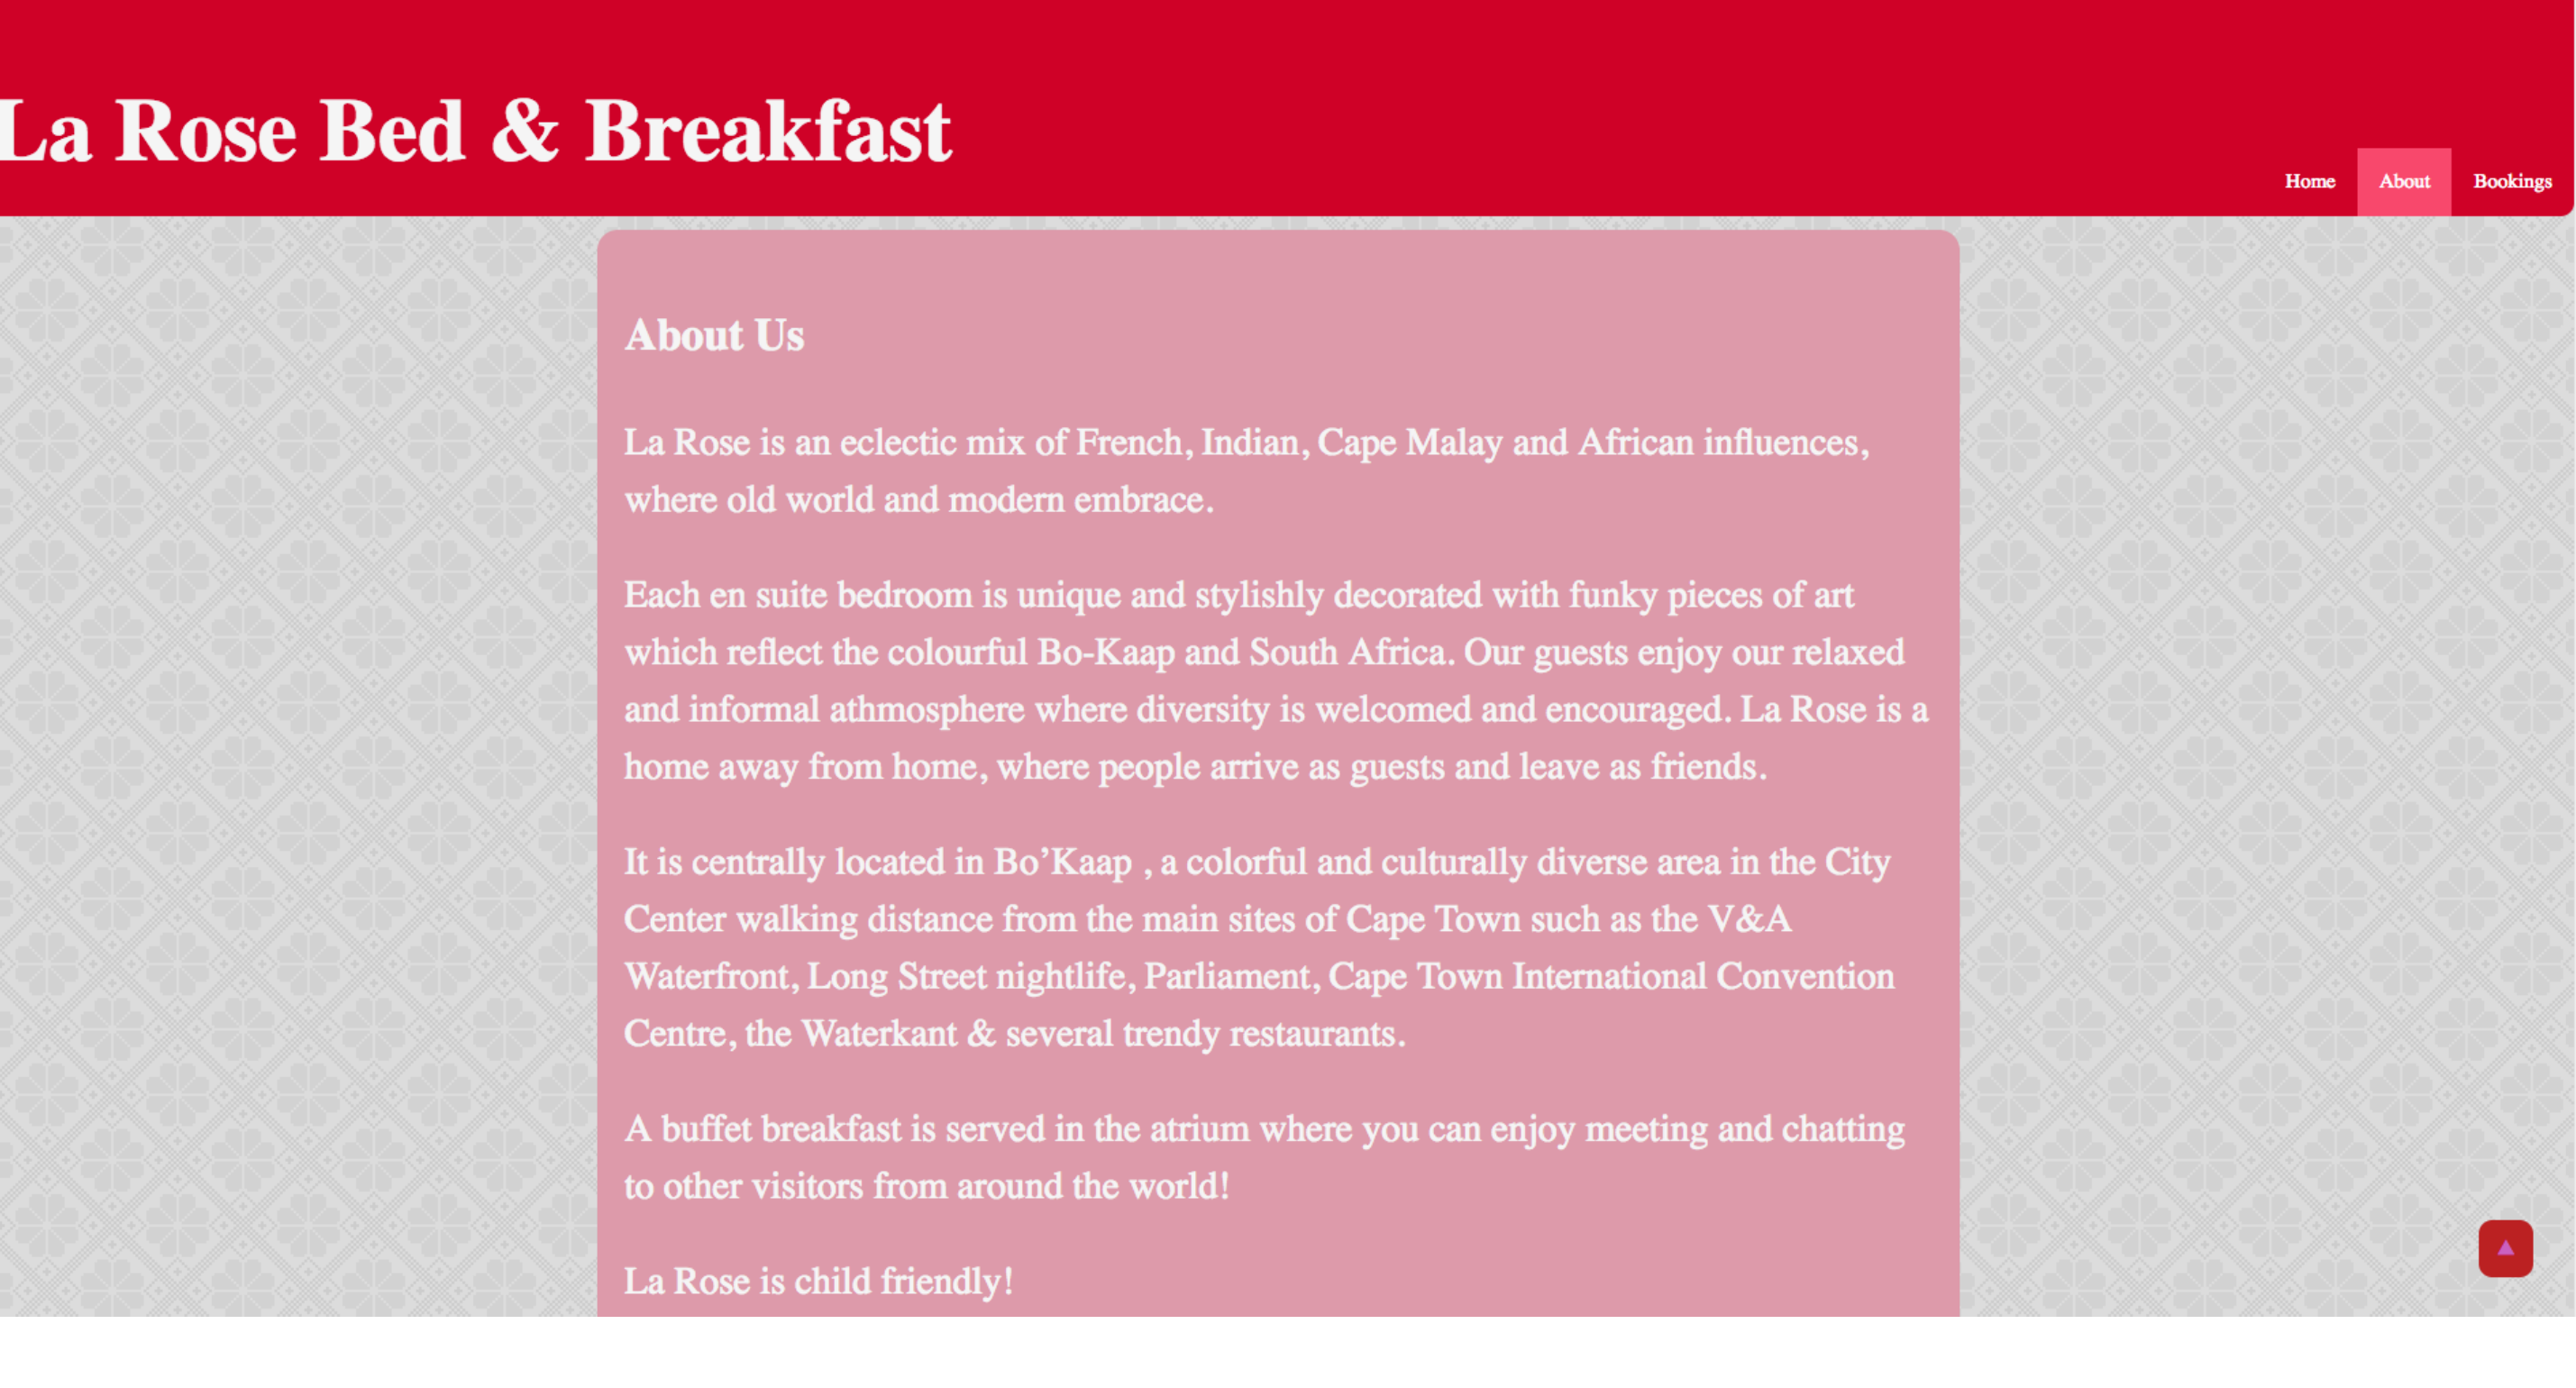 La Rose Bed & Breakfast
Home About Bookings
About Us
La Rose is an eclectic mix of French, Indian, Cape Malay and African influences,
where old world and modern embrace.
Each en suite bedroom is unique and stylishly decorated with funky pieces of art
which reflect the colourful Bo-Kaap and South Africa. Our guests enjoy our relaxed
and informal athmosphere where diversity is welcomed and encouraged. La Rose is a
home away from home, where people arrive as guests and leave as friends.
It is centrally located in Bo’Kaap , a colorful and culturally diverse area in the City
Center walking distance from the main sites of Cape Town such as the V&A
Waterfront, Long Street nightlife, Parliament, Cape Town International Convention
Centre, the Waterkant & several trendy restaurants.
A buffet breakfast is served in the atrium where you can enjoy meeting and chatting
to other visitors from around the world!
La Rose is child friendly!